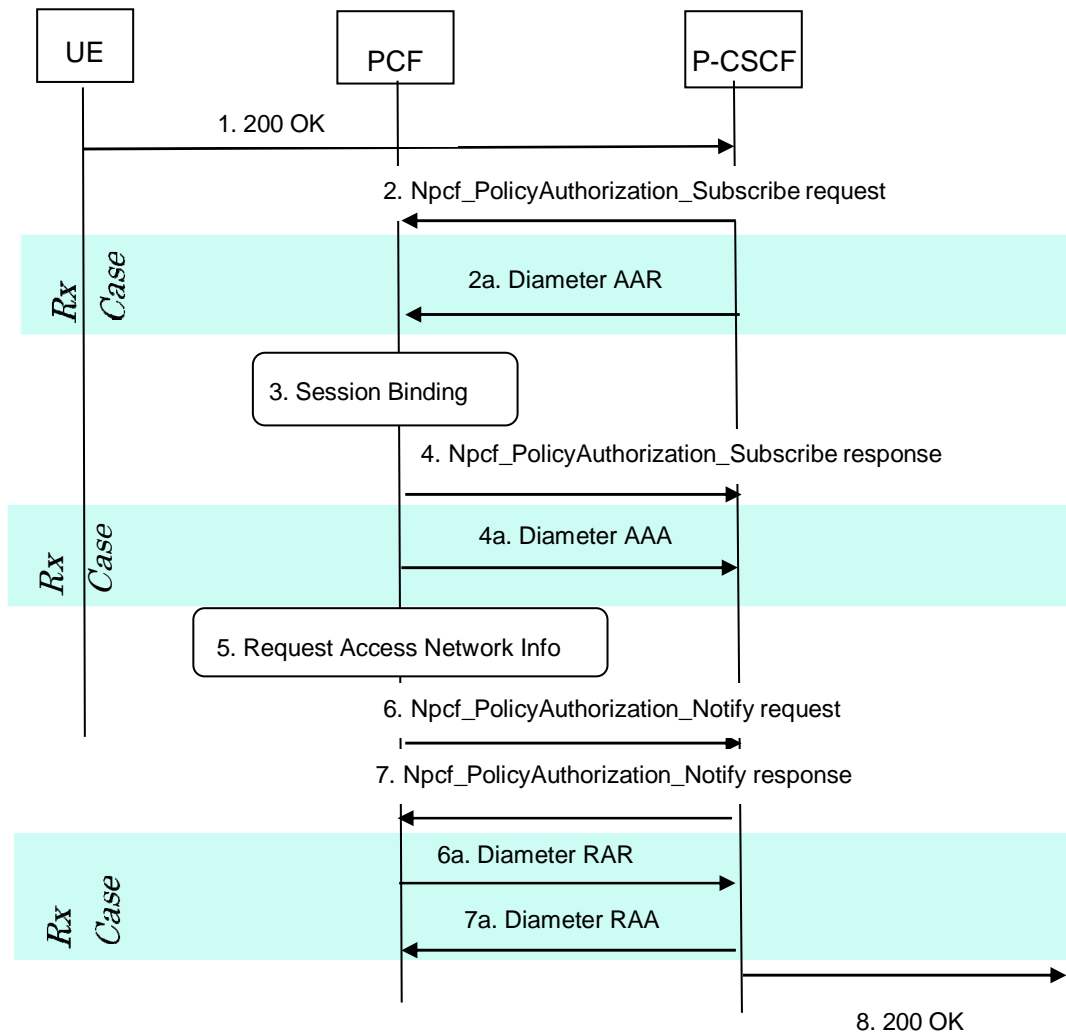 UE
PCF
P-CSCF
1. 200 OK
2. Npcf_PolicyAuthorization_Subscribe request
Rx
Case
2a. Diameter AAR
3. Session Binding
4. Npcf_PolicyAuthorization_Subscribe response
Rx
Case
4a. Diameter AAA
5. Request Access Network Info
6. Npcf_PolicyAuthorization_Notify request
7. Npcf_PolicyAuthorization_Notify response
Rx
Case
6a. Diameter RAR
7a. Diameter RAA
8. 200 OK